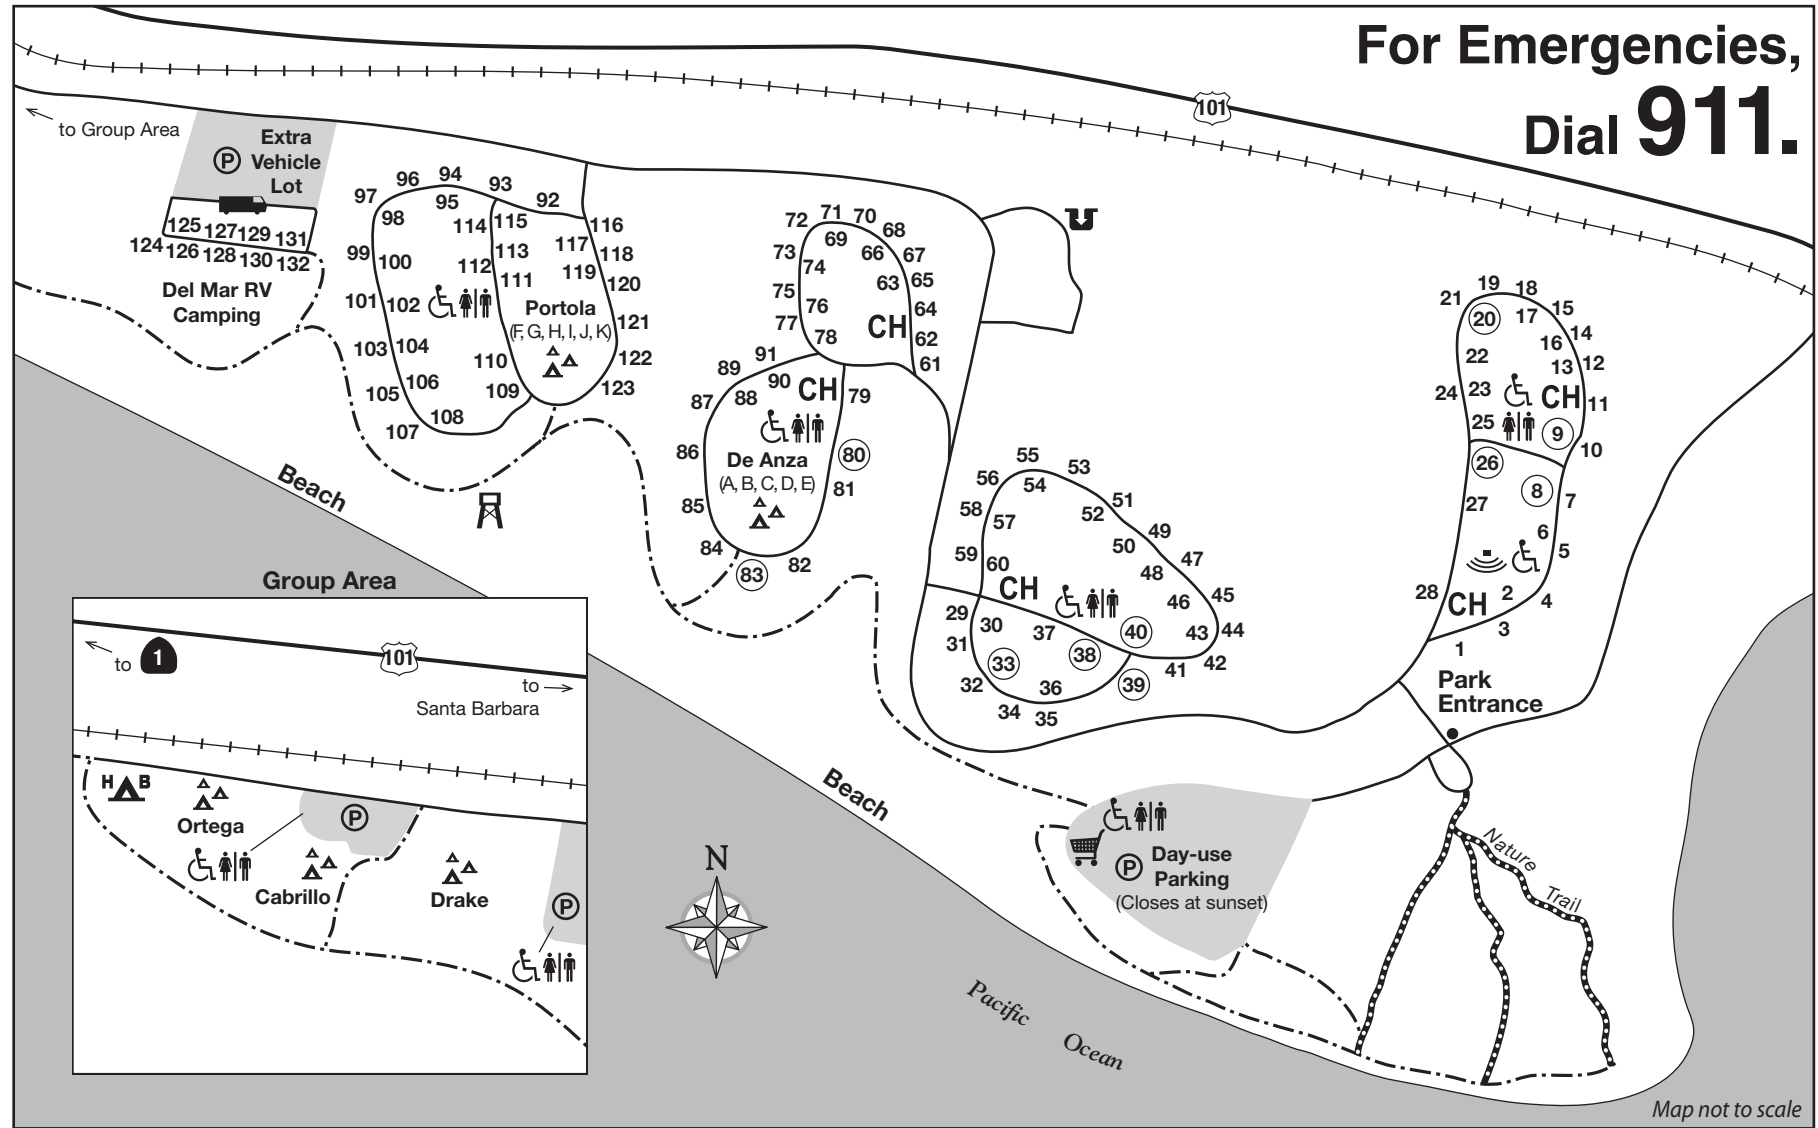 For Emergencies,
Dial 911.
101
to Group Area
P
Extra
Vehicle
Lot
125 127 129 131
124 126 128 130 132
Del Mar RV
Camping
97 96 94 93 92
98 95 114 115 116
99 100 113 117 118
112 111 119 120
101 102
Portola
(F, G, H, I, J, K)
121
103 104 110 122
105 106 109 123
107 108
72 71 70 68
69 66 67
73 74 63 65
75 76 64
77 78 CH 62
61
91
89 90 CH 79
87 88
86 80
De Anza
(A, B, C, D, E)
81
85
84 83 82
55 53
56 54 51
58 57 52 49
50 47
59 60 48 45
CH 46
29 30 37 40 43 44
31 33 38 41 42
32 36 39
34 35
19 18
21 20 17 15
14
22 16
13 12
24 23 CH 11
25 9
26 10
8
27 7
6
5
28 CH 2 4
3
1
Park
Entrance
Beach
Group Area
to 1
101
to
Santa Barbara
H B
Ortega
P
Cabrillo
Drake
P
Beach
N
P Day-use
Parking
(Closes at sunset)
Nature
Trail
Pacific
Ocean
Map not to scale